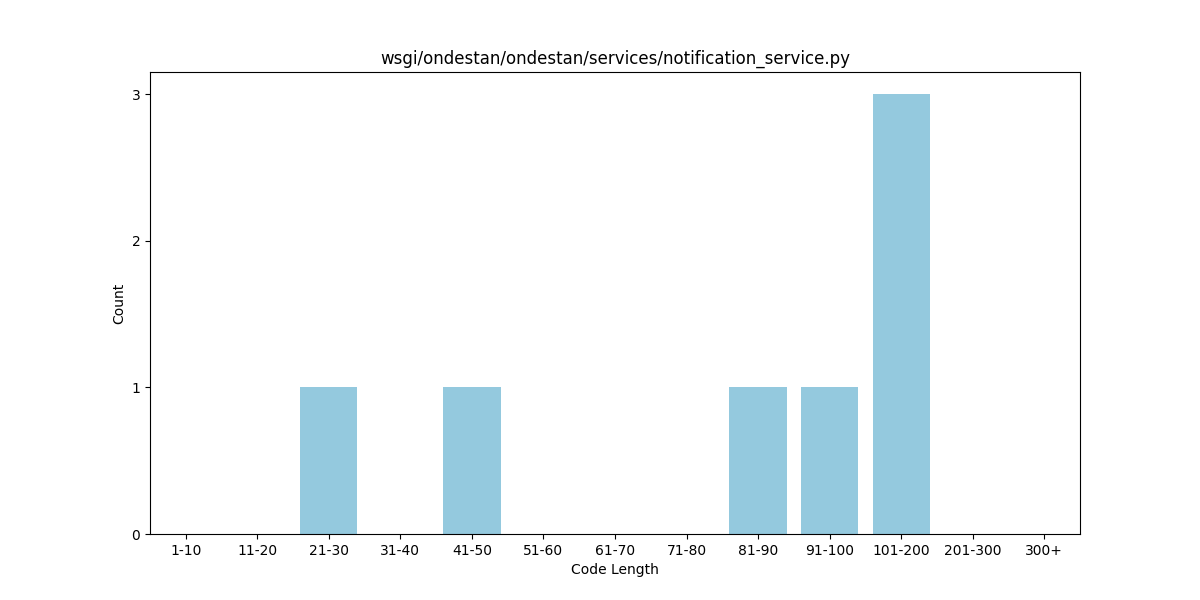 wsgi/ondestan/ondestan/services/notification_service.py
3
2
1
0
Count
1-10 11-20 21-30 31-40 41-50 51-60 61-70 71-80 81-90 91-100 101-200 201-300 300+
Code Length